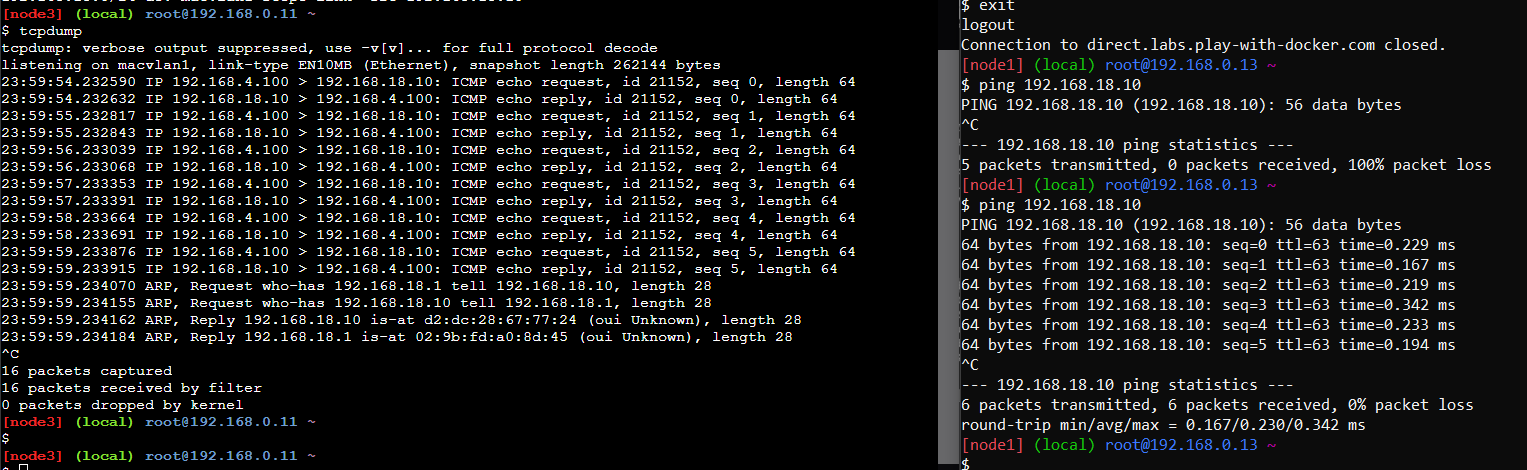 [node3] (local) root@192.168.0.11 ~
$ tcpdump
tcpdump: verbose output suppressed, use -v[v]... for full protocol decode
listening on macvlan1, link-type EN10MB (Ethernet), snapshot length 262144 bytes
23:59:54.232590 IP 192.168.4.100 > 192.168.18.10: ICMP echo request, id 21152, seq 0, length 64
23:59:54.232632 IP 192.168.18.10 > 192.168.4.100: ICMP echo reply, id 21152, seq 0, length 64
23:59:55.232817 IP 192.168.4.100 > 192.168.18.10: ICMP echo request, id 21152, seq 1, length 64
23:59:55.232843 IP 192.168.18.10 > 192.168.4.100: ICMP echo reply, id 21152, seq 1, length 64
23:59:56.233039 IP 192.168.4.100 > 192.168.18.10: ICMP echo request, id 21152, seq 2, length 64
23:59:56.233068 IP 192.168.18.10 > 192.168.4.100: ICMP echo reply, id 21152, seq 2, length 64
23:59:57.233353 IP 192.168.4.100 > 192.168.18.10: ICMP echo request, id 21152, seq 3, length 64
23:59:57.233391 IP 192.168.18.10 > 192.168.4.100: ICMP echo reply, id 21152, seq 3, length 64
23:59:58.233664 IP 192.168.4.100 > 192.168.18.10: ICMP echo request, id 21152, seq 4, length 64
23:59:58.233691 IP 192.168.18.10 > 192.168.4.100: ICMP echo reply, id 21152, seq 4, length 64
23:59:59.233876 IP 192.168.4.100 > 192.168.18.10: ICMP echo request, id 21152, seq 5, length 64
23:59:59.233915 IP 192.168.18.10 > 192.168.4.100: ICMP echo reply, id 21152, seq 5, length 64
23:59:59.234070 ARP, Request who-has 192.168.18.1 tell 192.168.18.10, length 28
23:59:59.234155 ARP, Request who-has 192.168.18.10 tell 192.168.18.1, length 28
23:59:59.234162 ARP, Reply 192.168.18.10 is-at d2:dc:28:67:77:24 (oui Unknown), length 28
23:59:59.234184 ARP, Reply 192.168.18.1 is-at 02:9b:fd:a0:8d:45 (oui Unknown), length 28
^C
16 packets captured
16 packets received by filter
0 packets dropped by kernel
[node3] (local) root@192.168.0.11 ~
$
[node3] (local) root@192.168.0.11 ~
$ exit
logout
Connection to direct.labs.play-with-docker.com closed.
[node1] (local) root@192.168.0.13 ~
$ ping 192.168.18.10
PING 192.168.18.10 (192.168.18.10): 56 data bytes
^C
--- 192.168.18.10 ping statistics ---
5 packets transmitted, 0 packets received, 100% packet loss
[node1] (local) root@192.168.0.13 ~
$ ping 192.168.18.10
PING 192.168.18.10 (192.168.18.10): 56 data bytes
64 bytes from 192.168.18.10: seq=0 ttl=63 time=0.229 ms
64 bytes from 192.168.18.10: seq=1 ttl=63 time=0.167 ms
64 bytes from 192.168.18.10: seq=2 ttl=63 time=0.219 ms
64 bytes from 192.168.18.10: seq=3 ttl=63 time=0.342 ms
64 bytes from 192.168.18.10: seq=4 ttl=63 time=0.233 ms
64 bytes from 192.168.18.10: seq=5 ttl=63 time=0.194 ms
^C
--- 192.168.18.10 ping statistics ---
6 packets transmitted, 6 packets received, 0% packet loss
round-trip min/avg/max = 0.167/0.230/0.342 ms
[node1] (local) root@192.168.0.13 ~
$